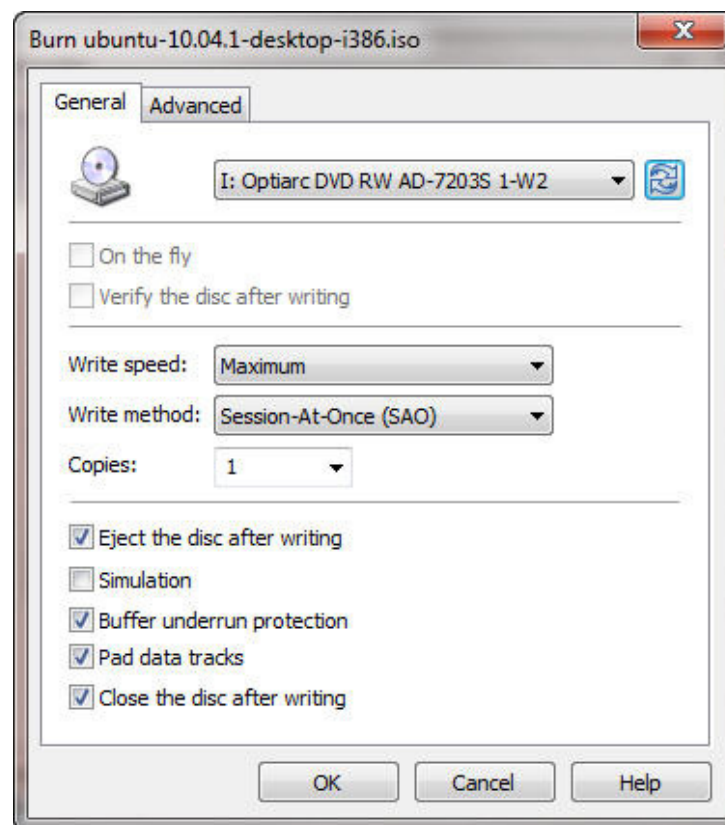 Burn ubuntu-10.04.1-desktop-i386.iso
General Advanced
I: Optiarc DVD RW AD-7203S 1-W2
On the fly
Verify the disc after writing
Write speed: Maximum
Write method: Session-At-Once (SAO)
Copies: 1
Eject the disc after writing
Simulation
Buffer underrun protection
Pad data tracks
Close the disc after writing
OK Cancel Help